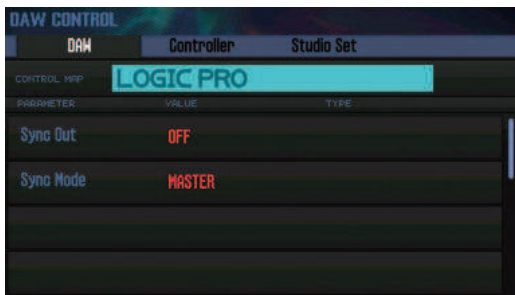 DAW CONTROL
DAW Controller Studio Set
CONTROL MAP LOGIC PRO
PARAMETER VALUE TYPE
Sync Out OFF
Sync Mode MASTER